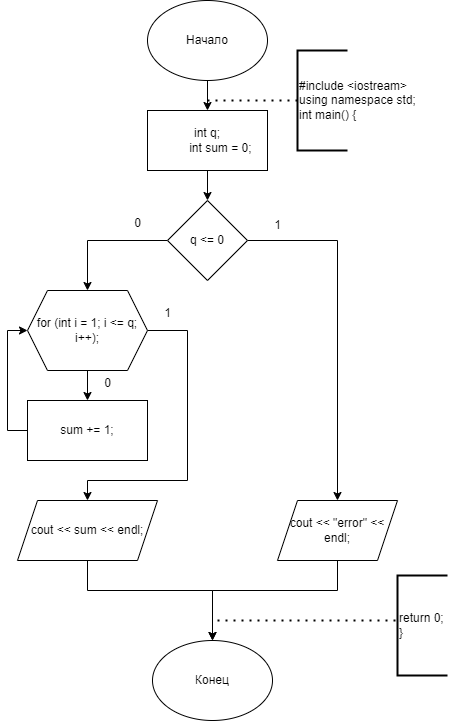 Начало
#include <iostream>
using namespace std;
int main() {
int q;
int sum = 0;
0
1
q <= 0
for (int i = 1; i <= q;
i++);
1
0
sum += 1;
cout << sum << endl;
cout << "error" <<
endl;
return 0;
}
Конец